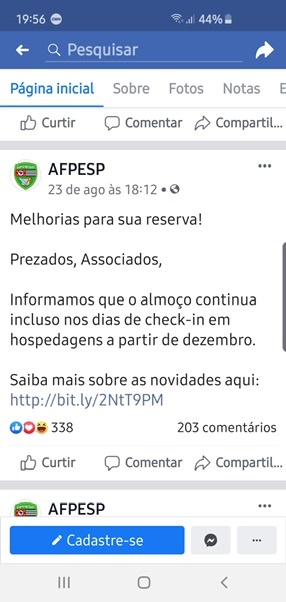 19:56
44%
Pesquisar
Página inicial Sobre Fotos Notas E
Curtir Comentar Compartil...
AFPESP
23 de ago às 18:12 •
Melhorias para sua reserva!
Prezados, Associados,
Informamos que o almoço continua
incluso nos dias de check-in em
hospedagens a partir de dezembro.
Saiba mais sobre as novidades aqui:
http://bit.ly/2NtT9PM
338 203 comentários
Curtir Comentar Compartil...
AFPESP
Cadastre-se